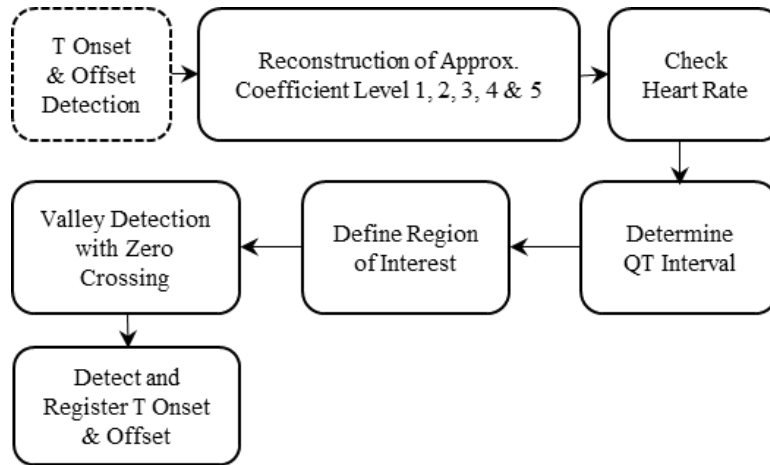 T Onset
& Offset
Detection
Reconstruction of Approx.
Coefficient Level 1, 2, 3, 4 & 5
Check
Heart Rate
Determine
QT Interval
Define Region
of Interest
Valley Detection
with Zero
Crossing
Detect and
Register T Onset
& Offset